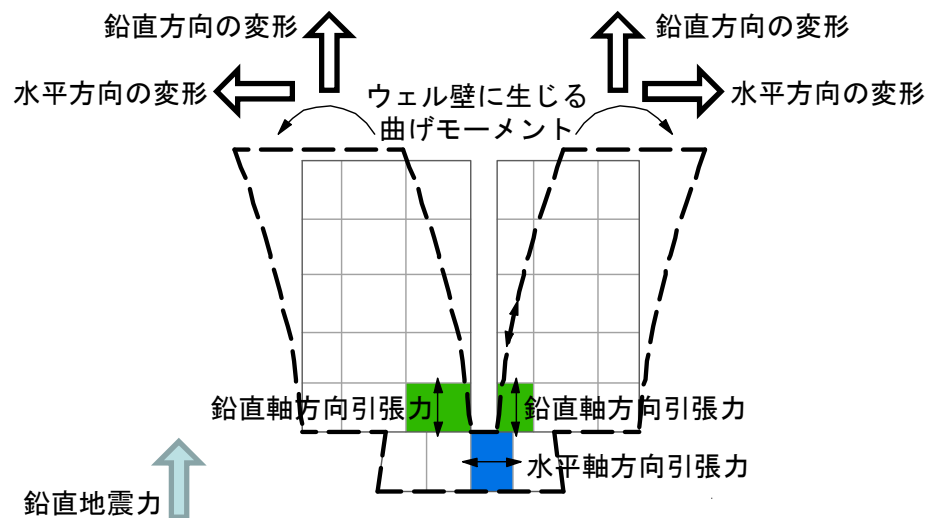 鉛直方向の変形
鉛直方向の変形
水平方向の変形
ウェル壁に生じる
曲げモーメント
水平方向の変形
鉛直軸方向引張力
鉛直軸方向引張力
水平軸方向引張力
鉛直地震力